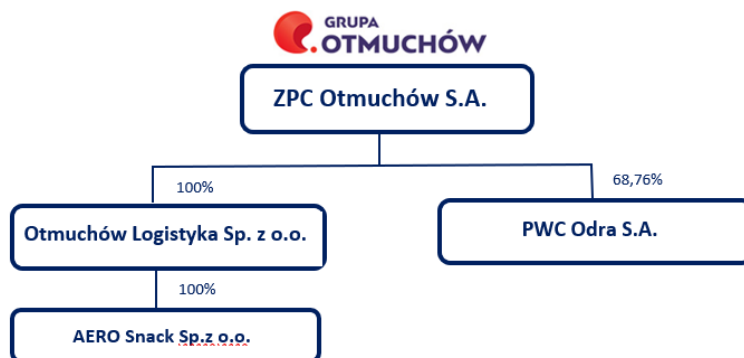 GRUPA
OTMUCHÓW
ZPC Otmuchów S.A.
100%
68,76%
Otmuchów Logistyka Sp. z o.o.
PWC Odra S.A.
100%
AERO Snack Sp.z o.o.